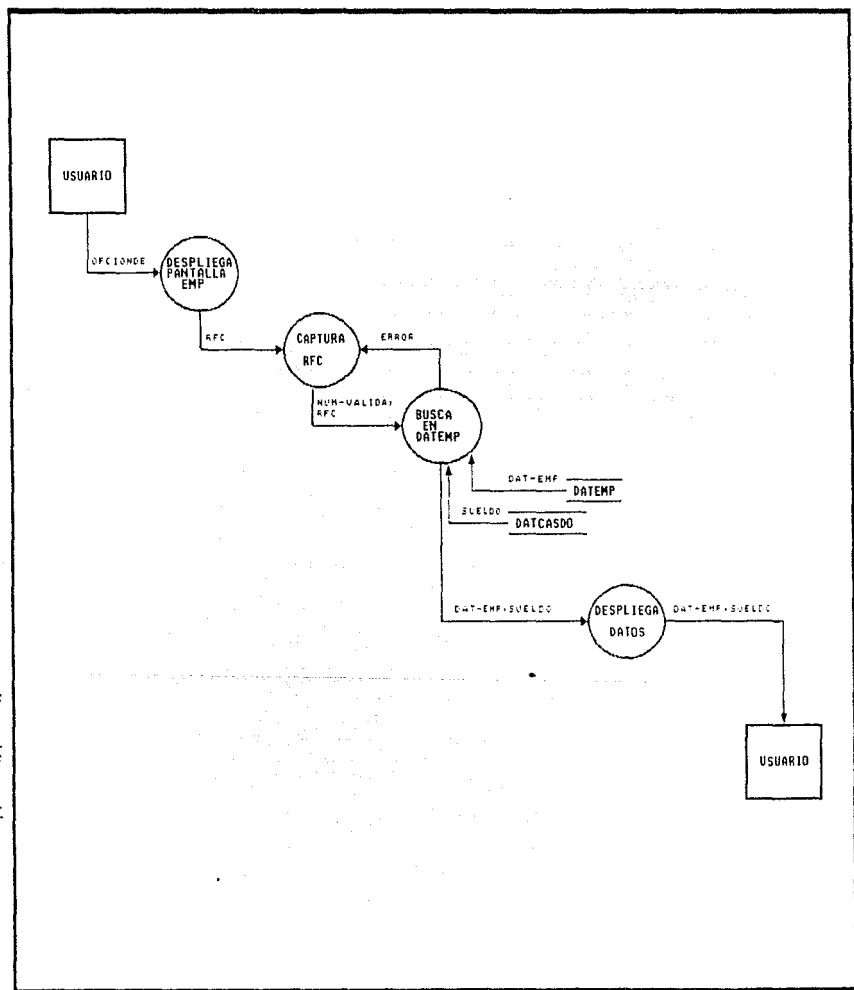 USUARIO
OPCIONDE
DESPLIEGA
PANTALLA
EMP
RFC
CAPTURA
RFC
ERROR
NUM-VALIDA,
RFC
BUSCA
EN
DATEMP
DAT-EMP
DATEMP
SUELDO
DATCASDO
DAT-EMP,SUELDO
DESPLIEGA
DATOS
DAT-EMP,SUELDO
USUARIO